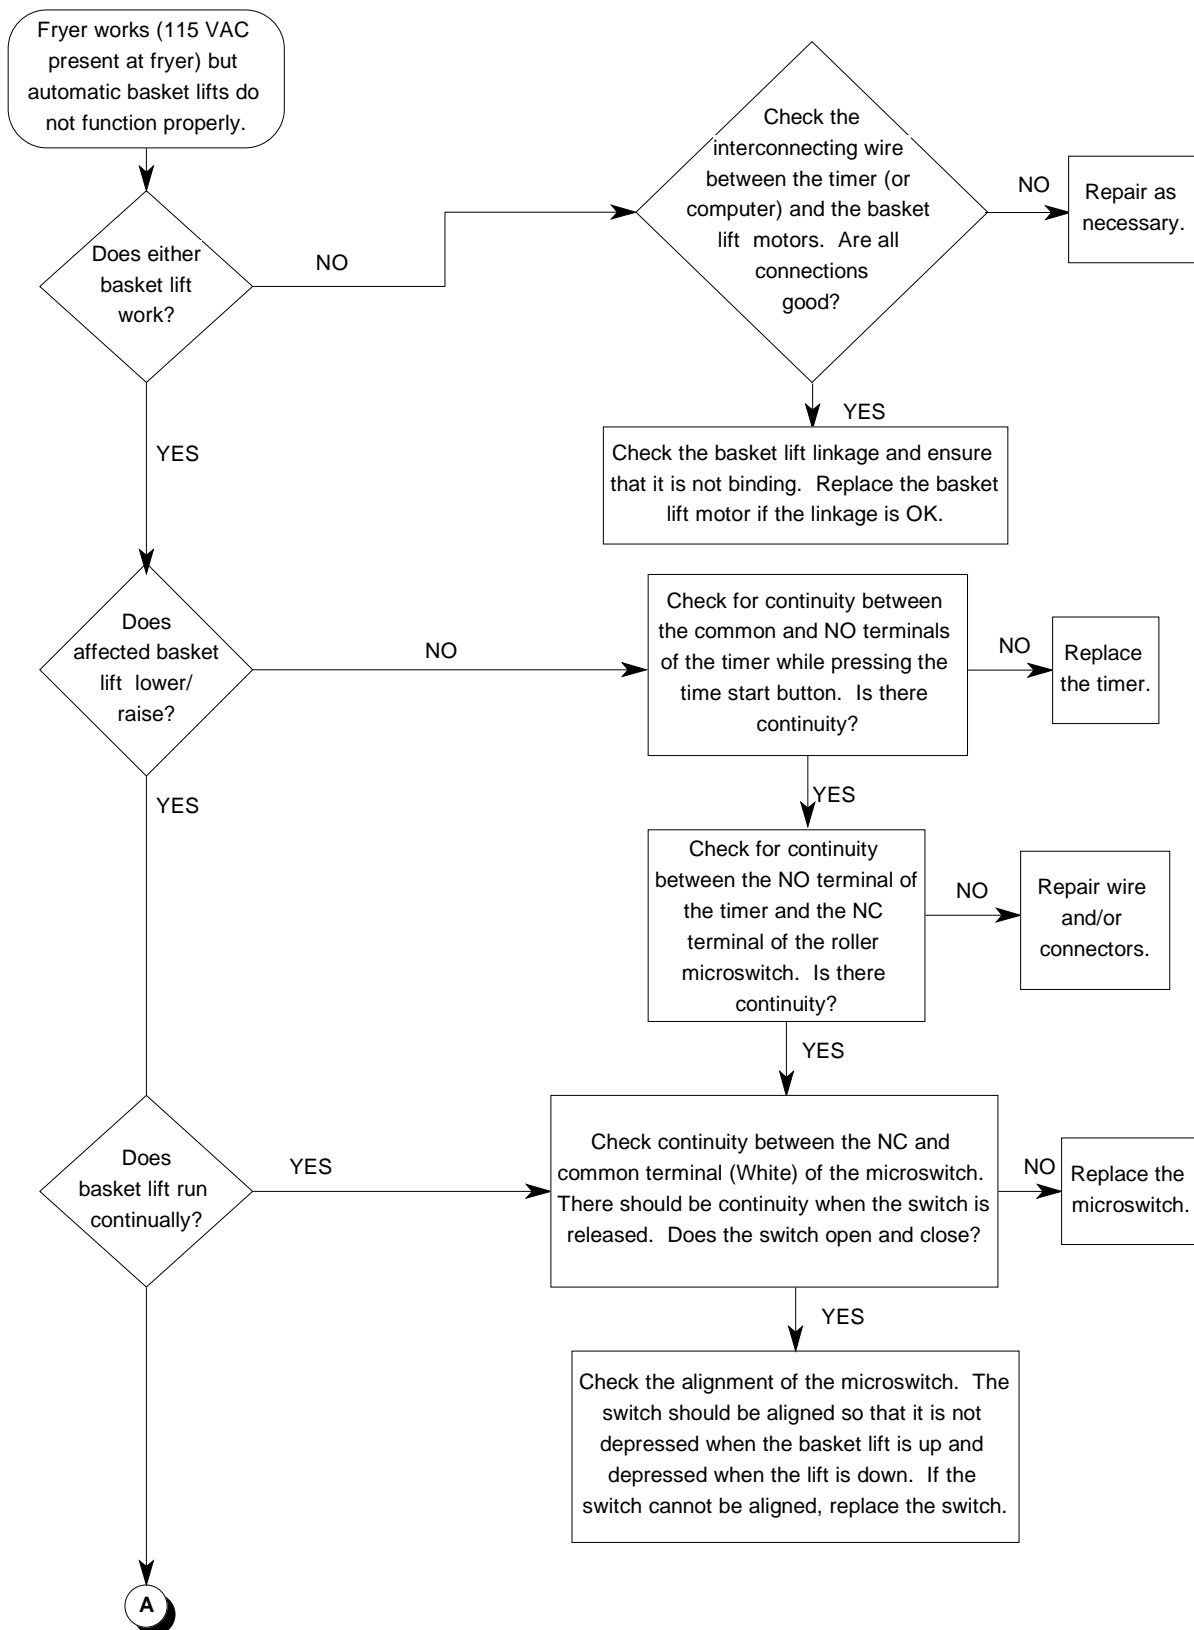 Fryer works (115 VAC
present at fryer) but
automatic basket lifts do
not function properly.
Does either
basket lift
work?
NO
Check the
interconnecting wire
between the timer (or
computer) and the basket
lift motors. Are all
connections
good?
NO
Repair as
necessary.
YES
YES
Check the basket lift linkage and ensure
that it is not binding. Replace the basket
lift motor if the linkage is OK.
Does
affected basket
lift lower/
raise?
NO
Check for continuity between
the common and NO terminals
of the timer while pressing the
time start button. Is there
continuity?
NO
Replace
the timer.
YES
YES
Check for continuity
between the NO terminal of
the timer and the NC
terminal of the roller
microswitch. Is there
continuity?
NO
Repair wire
and/or
connectors.
YES
Does
basket lift run
continually?
YES
Check continuity between the NC and
common terminal (White) of the microswitch.
There should be continuity when the switch is
released. Does the switch open and close?
NO
Replace the
microswitch.
YES
Check the alignment of the microswitch. The
switch should be aligned so that it is not
depressed when the basket lift is up and
depressed when the lift is down. If the
switch cannot be aligned, replace the switch.
A